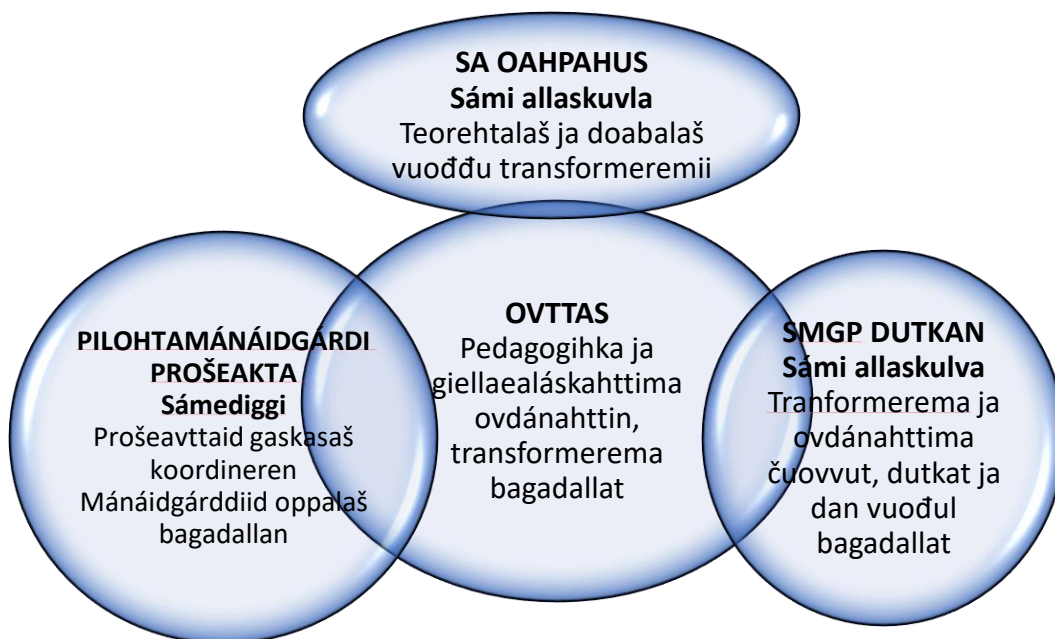 SA OAHPAHUS
Sámi allaskuvla
Teorehtalaš ja doabalaš
vuođđu transformeremii
PILOHTAMÁNÁIDGÁRDI
PROŠEAKTA
Sámediggi
Prošeavttaid gaskasaš
koordineren
Mánáidgárddiid oppalaš
bagadallan
OVTTAS
Pedagogihka ja
giellaealáskahttima
ovdánahttin,
transformerema
bagadallat
SMGP DUTKAN
Sámi allaskulva
Tranformerema ja
ovdánahttima
čuovvut, dutkat ja
dan vuođul
bagadallat